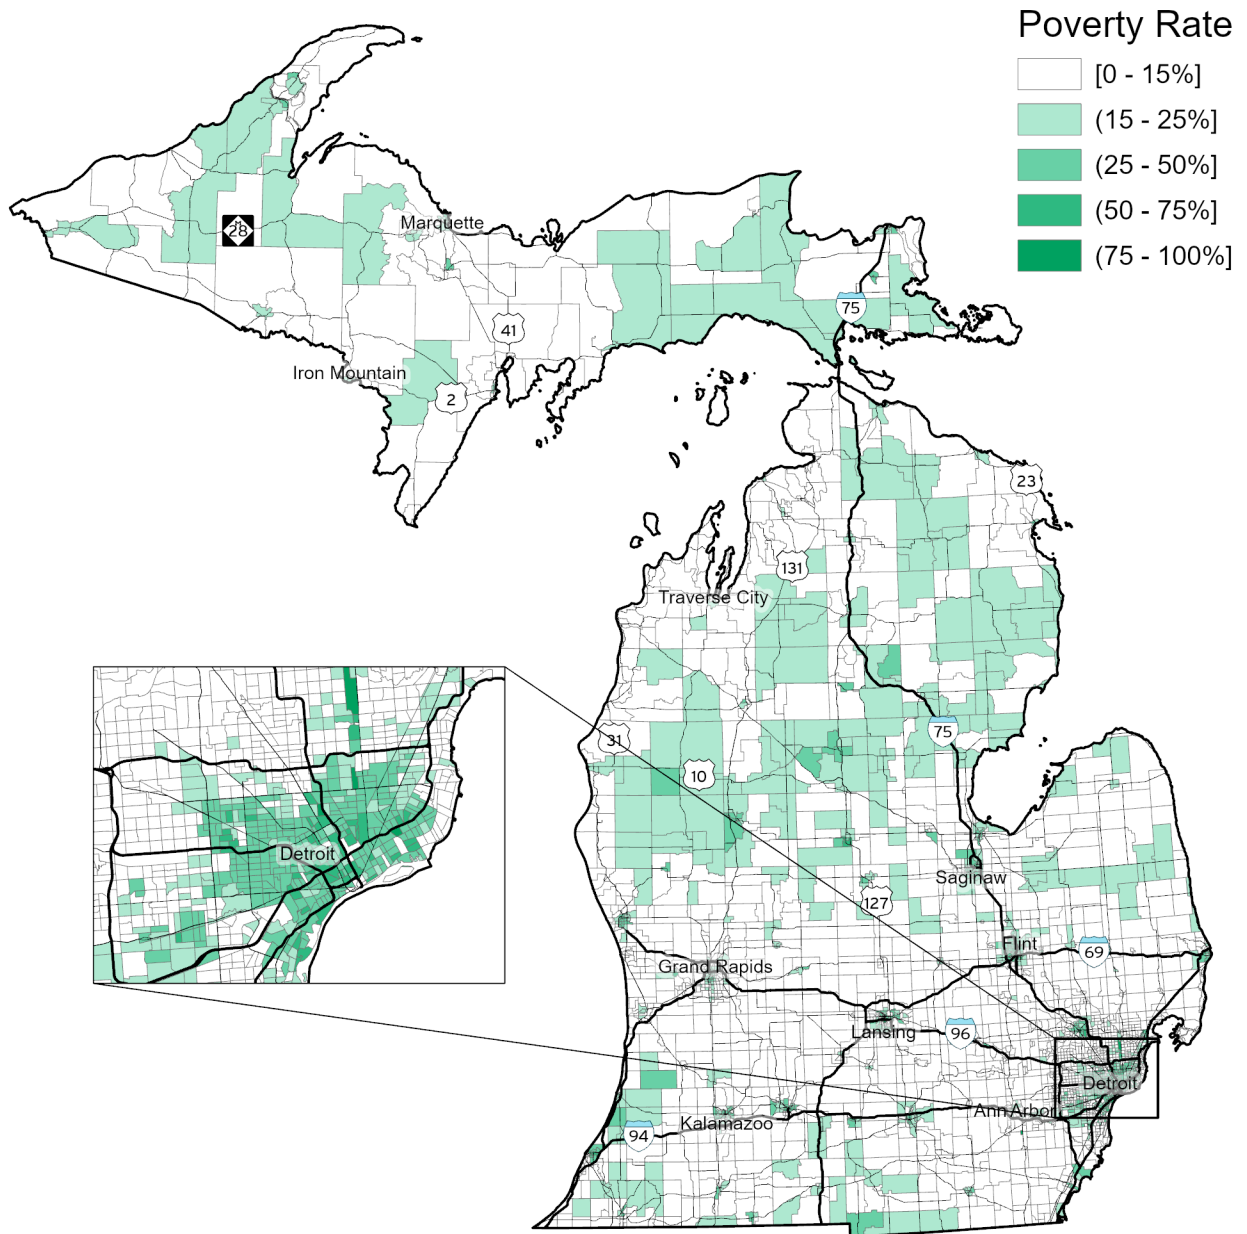 Poverty Rate
[0 - 15%]
(15 - 25%]
(25 - 50%]
(50 - 75%]
(75 - 100%]
Marquette
M
28
75
41
Iron Mountain
2
23
131
Traverse City
31
75
10
Detroit
Saginaw
127
Flint
69
Grand Rapids
Lansing
96
Detroit
Ann Arbor
Kalamazoo
94